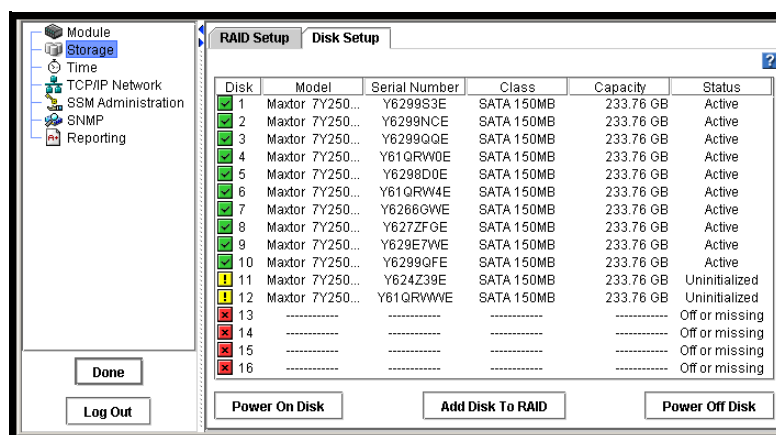 Module
Storage
Time
TCP/IP Network
SSM Administration
SNMP
Reporting
Done
Log Out
RAID Setup Disk Setup
?
Disk Model Serial Number Class Capacity Status
1 Maxtor 7Y250... Y6299S3E SATA 150MB 233.76 GB Active
2 Maxtor 7Y250... Y6299NCE SATA 150MB 233.76 GB Active
3 Maxtor 7Y250... Y6299QQE SATA 150MB 233.76 GB Active
4 Maxtor 7Y250... Y61QRW0E SATA 150MB 233.76 GB Active
5 Maxtor 7Y250... Y6298D0E SATA 150MB 233.76 GB Active
6 Maxtor 7Y250... Y61QRW4E SATA 150MB 233.76 GB Active
7 Maxtor 7Y250... Y6266GWE SATA 150MB 233.76 GB Active
8 Maxtor 7Y250... Y627ZFGE SATA 150MB 233.76 GB Active
9 Maxtor 7Y250... Y629E7WE SATA 150MB 233.76 GB Active
10 Maxtor 7Y250... Y6299QFE SATA 150MB 233.76 GB Active
! 11 Maxtor 7Y250... Y624Z39E SATA 150MB 233.76 GB Uninitialized
! 12 Maxtor 7Y250... Y61QRWWE SATA 150MB 233.76 GB Uninitialized
13 ------------ ------------ ------------ ------------ Off or missing
14 ------------ ------------ ------------ ------------ Off or missing
15 ------------ ------------ ------------ ------------ Off or missing
16 ------------ ------------ ------------ ------------ Off or missing
Power On Disk Add Disk To RAID Power Off Disk